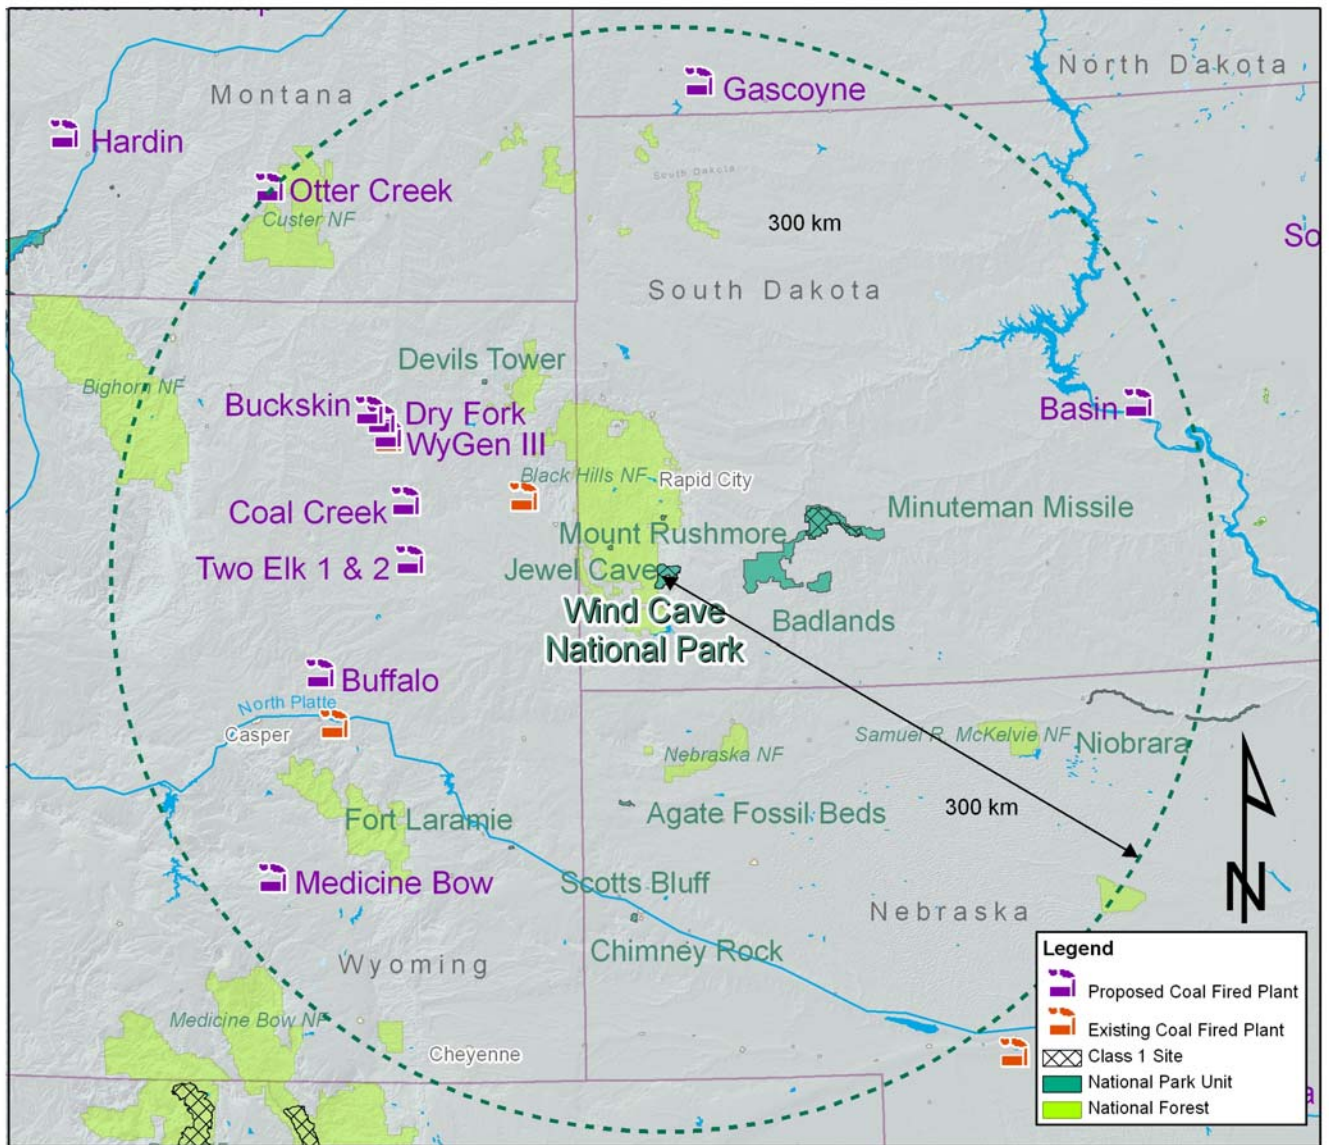 North Dakota
Montana
Gascoyne
Hardin
South Dakota
Otter Creek
Custer NF
300 km
So
South Dakota
Devils Tower
Bighorn NF
Buckskin
Dry Fork
Basin
WyGen III
Black Hills NF
Rapid City
Coal Creek
Minuteman Missile
Mount Rushmore
Two Elk 1 & 2
Jewel Cave
Wind Cave
National Park
Badlands
Buffalo
North Platte
Casper
Nebraska NF
Samuel R. McKelvie NF
Niobrara
Fort Laramie
Agate Fossil Beds
300 km
Medicine Bow
Scotts Bluff
Nebraska
N
Chimney Rock
Wyoming
Medicine Bow NF
Cheyenne
Legend
Proposed Coal Fired Plant
Existing Coal Fired Plant
Class 1 Site
National Park Unit
National Forest
a